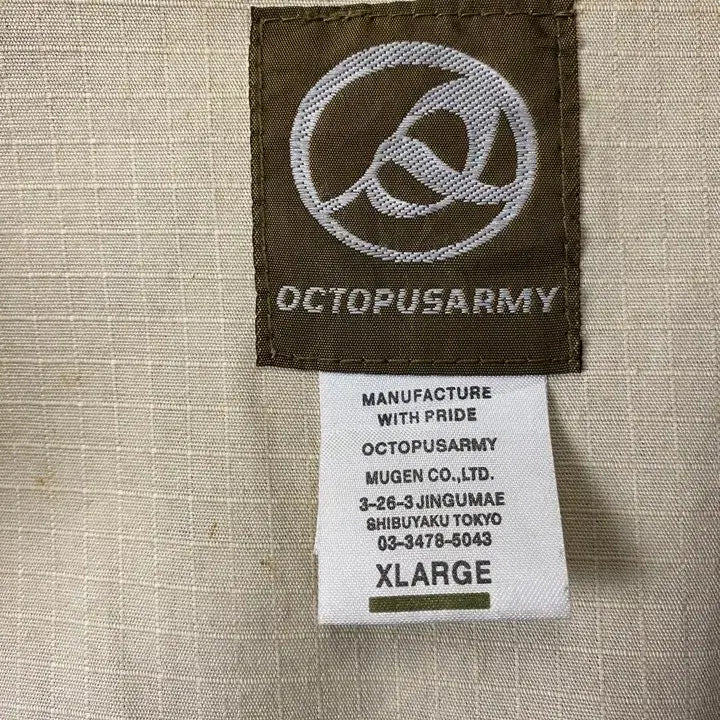 OCTOPUSARMY
MANUFACTURE
WITH PRIDE
OCTOPUSARMY
MUGEN CO.,LTD.
3-26-3 JINGUMAE
SHIBUYAKU TOKYO
03-3478-5043
XLARGE